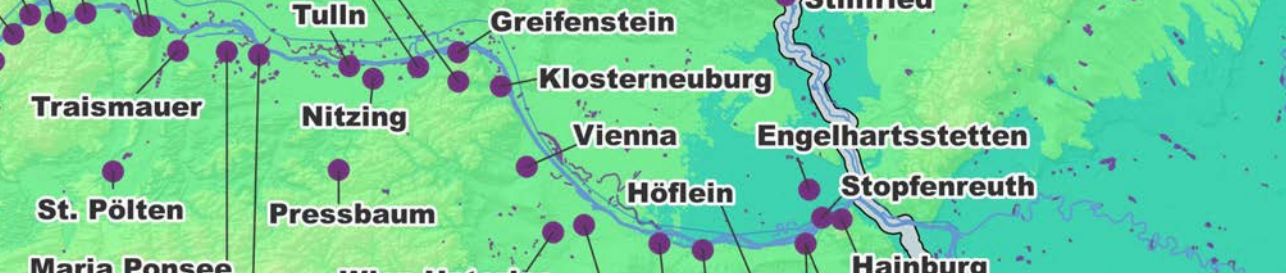 Stillfried
Tulln
Greifenstein
Klosterneuburg
Traismauer
Nitzing
Vienna
Engelhartsstetten
Höflein
Stopfenreuth
St. Pölten
Pressbaum
Maria Ponsee
Hainburg